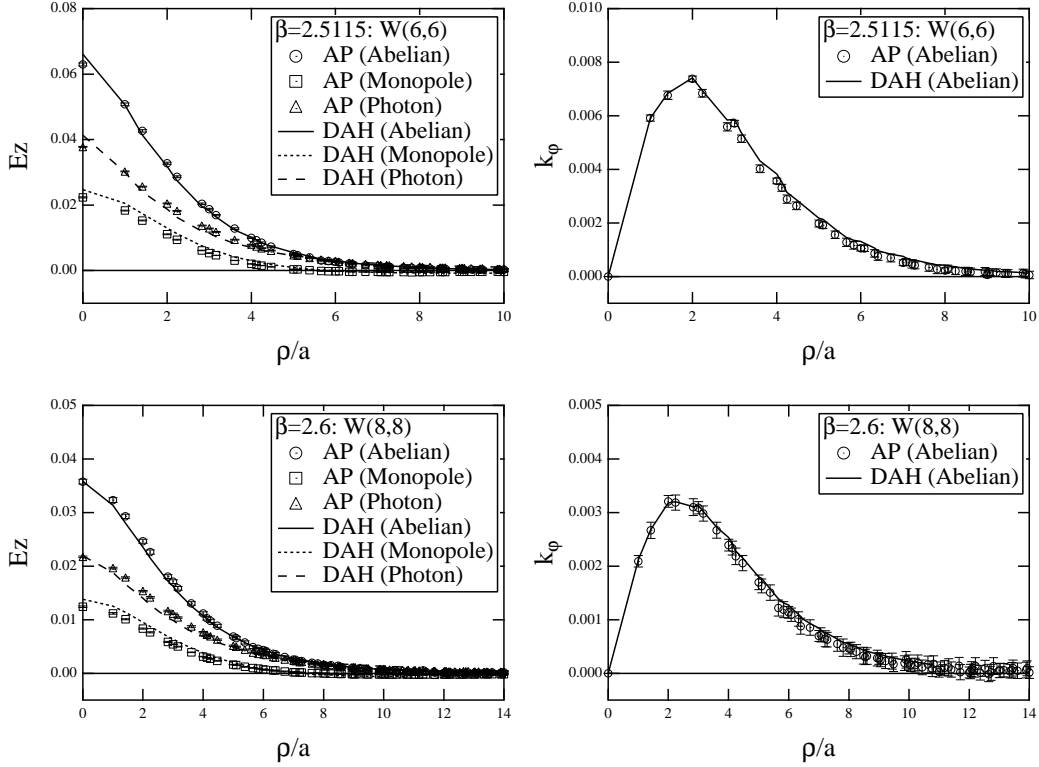 0.08
0.06
0.04
0.02
0.00
Ez
0 2 4 6 8 10
ρ/a
β=2.5115: W(6,6)
AP (Abelian)
AP (Monopole)
AP (Photon)
DAH (Abelian)
DAH (Monopole)
DAH (Photon)
0.010
0.008
0.006
0.004
0.002
0.000
kφ
0 2 4 6 8 10
ρ/a
β=2.5115: W(6,6)
AP (Abelian)
DAH (Abelian)
0.05
0.04
0.03
0.02
0.01
0.00
Ez
0 2 4 6 8 10 12 14
ρ/a
β=2.6: W(8,8)
AP (Abelian)
AP (Monopole)
AP (Photon)
DAH (Abelian)
DAH (Monopole)
DAH (Photon)
0.005
0.004
0.003
0.002
0.001
0.000
kφ
0 2 4 6 8 10 12 14
ρ/a
β=2.6: W(8,8)
AP (Abelian)
DAH (Abelian)